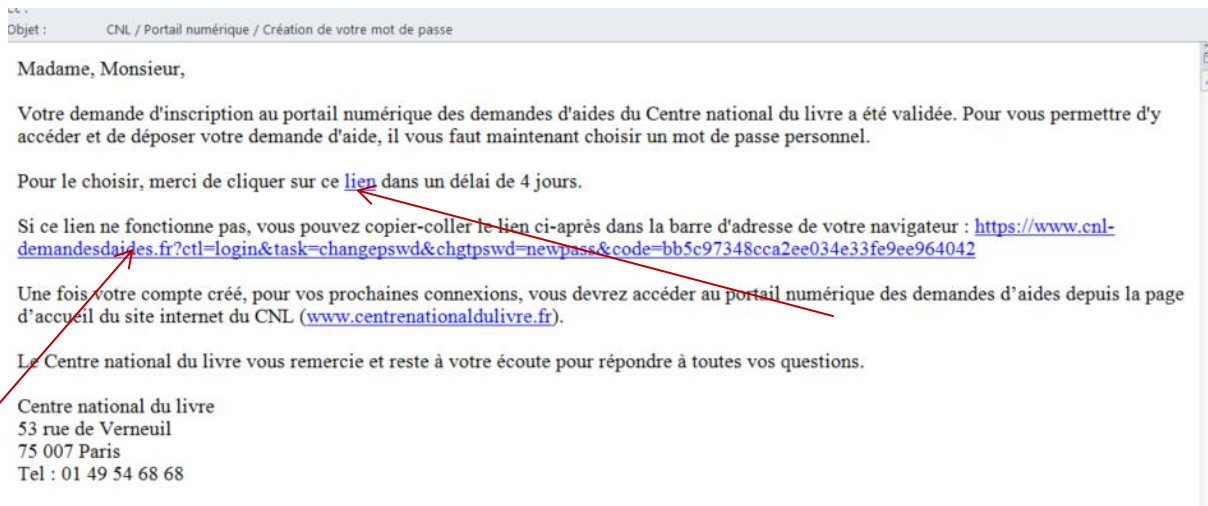 Objet : CNL / Portail numérique / Création de votre mot de passe
Madame, Monsieur,
Votre demande d'inscription au portail numérique des demandes d'aides du Centre national du livre a été validée. Pour vous permettre d'y
accéder et de déposer votre demande d'aide, il vous faut maintenant choisir un mot de passe personnel.
Pour le choisir, merci de cliquer sur ce lien dans un délai de 4 jours.
Si ce lien ne fonctionne pas, vous pouvez copier-coller le lien ci-après dans la barre d'adresse de votre navigateur : https://www.cnl-
demandesdaides.fr?ctl=login&task=changepswd&chgtpswd=newpass&code=bb5c97348cca2ee034e33fe9ee964042
Une fois votre compte créé, pour vos prochaines connexions, vous devrez accéder au portail numérique des demandes d’aides depuis la page
d’accueil du site internet du CNL (www.centrenationaldulivre.fr).
Le Centre national du livre vous remercie et reste à votre écoute pour répondre à toutes vos questions.
Centre national du livre
53 rue de Verneuil
75 007 Paris
Tel : 01 49 54 68 68